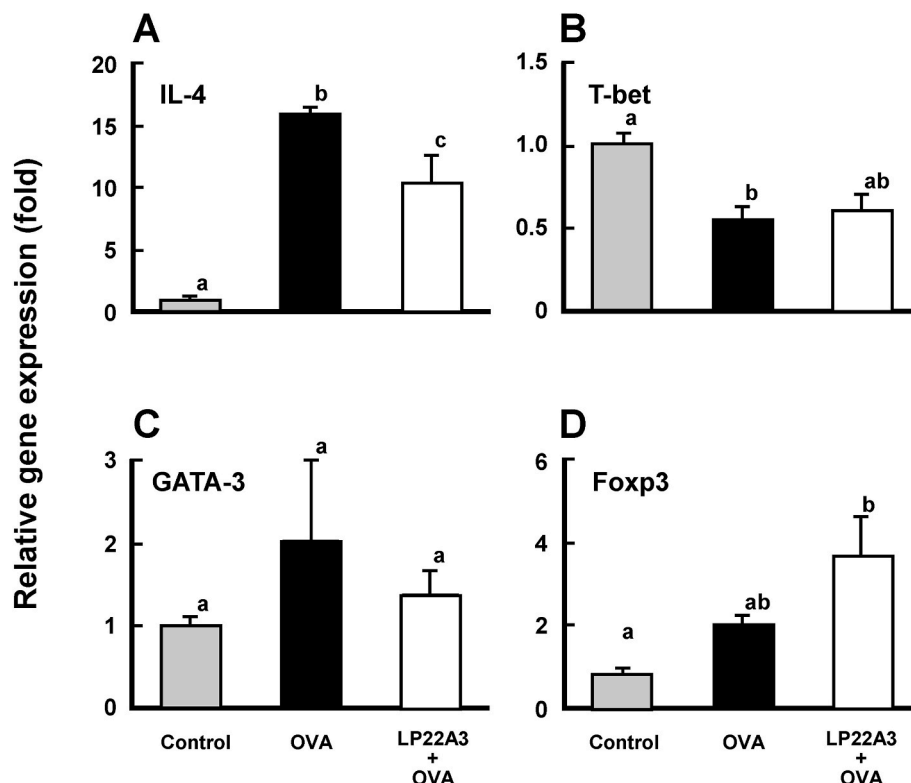 A
B
Relative gene expression (fold)
20
15
10
5
0
IL-4
a
b
c
1.5
1.0
0.5
0
T-bet
a
b
ab
C
D
3
2
1
0
GATA-3
a
a
a
6
4
2
0
Foxp3
a
ab
b
Control
OVA
LP22A3
+
OVA
Control
OVA
LP22A3
+
OVA